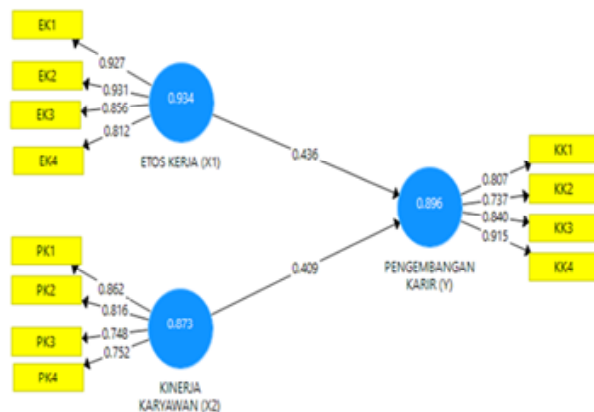 EK1
0.927
EK2
0.931
0.934
EK3
0.856
0.812
EK4
ETOS KERJA (X1)
0.436
KK1
0.807
KK2
0.737
0.896
0.840
KK3
0.915
KK4
PENGEMBANGAN
KARIR (Y)
0.409
PK1
0.862
PK2
0.816
0.873
0.748
PK3
0.752
PK4
KINERJA
KARYAWAN (X2)